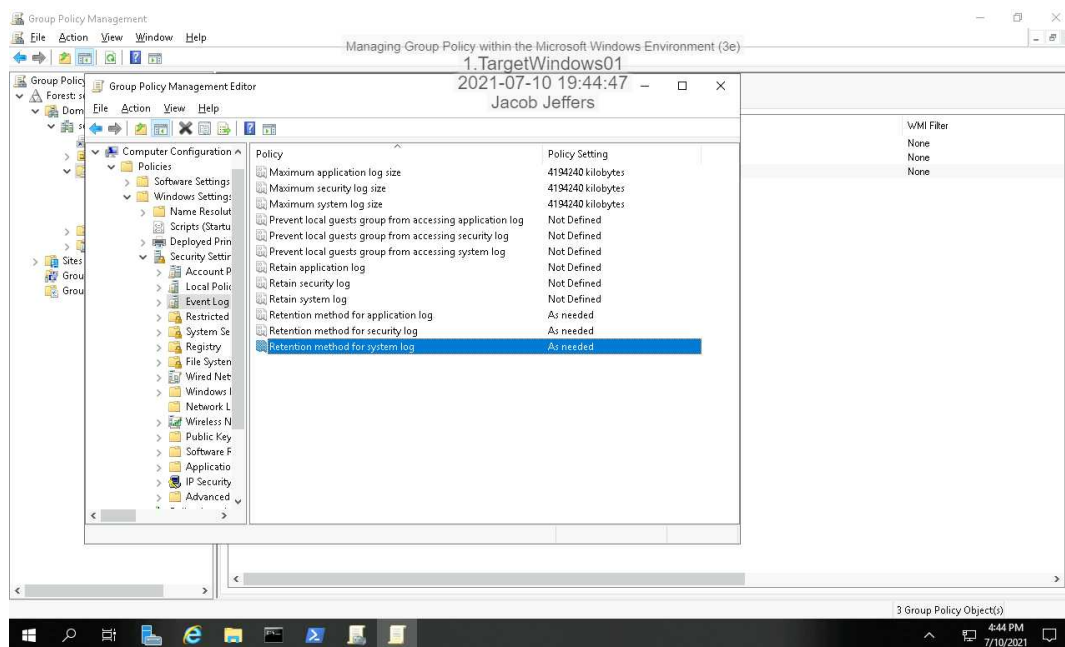 Group Policy Management
File Action View Window Help
Managing Group Policy within the Microsoft Windows Environment (3e)
1.TargetWindows01
2021-07-10 19:44:47
Jacob Jeffers
Group Policy
Forest: s
Dom
s
Sites
Grou
Grou
Group Policy Management Editor
File Action View Help
Computer Configuration
Policies
Software Settings
Windows Settings
Name Resolut
Scripts (Startu
Deployed Prin
Security Settin
Account P
Local Polic
Event Log
Restricted
System Se
Registry
File System
Wired Net
Windows
Network L
Wireless N
Public Key
Software R
Applicatio
IP Security
Advanced
Policy Policy Setting
Maximum application log size 4194240 kilobytes
Maximum security log size 4194240 kilobytes
Maximum system log size 4194240 kilobytes
Prevent local guests group from accessing application log Not Defined
Prevent local guests group from accessing security log Not Defined
Prevent local guests group from accessing system log Not Defined
Retain application log Not Defined
Retain security log Not Defined
Retain system log Not Defined
Retention method for application log As needed
Retention method for security log As needed
Retention method for system log As needed
WMI Filter
None
None
None
3 Group Policy Object(s)
4:44 PM
7/10/2021